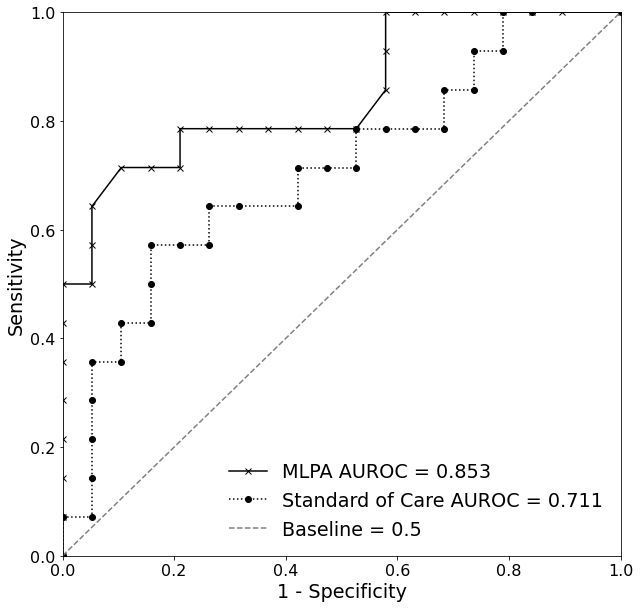 1.0
0.8
0.6
0.4
0.2
0.0
Sensitivity
MLPA AUROC = 0.853
Standard of Care AUROC = 0.711
Baseline = 0.5
0.0 0.2 0.4 0.6 0.8 1.0
1 - Specificity